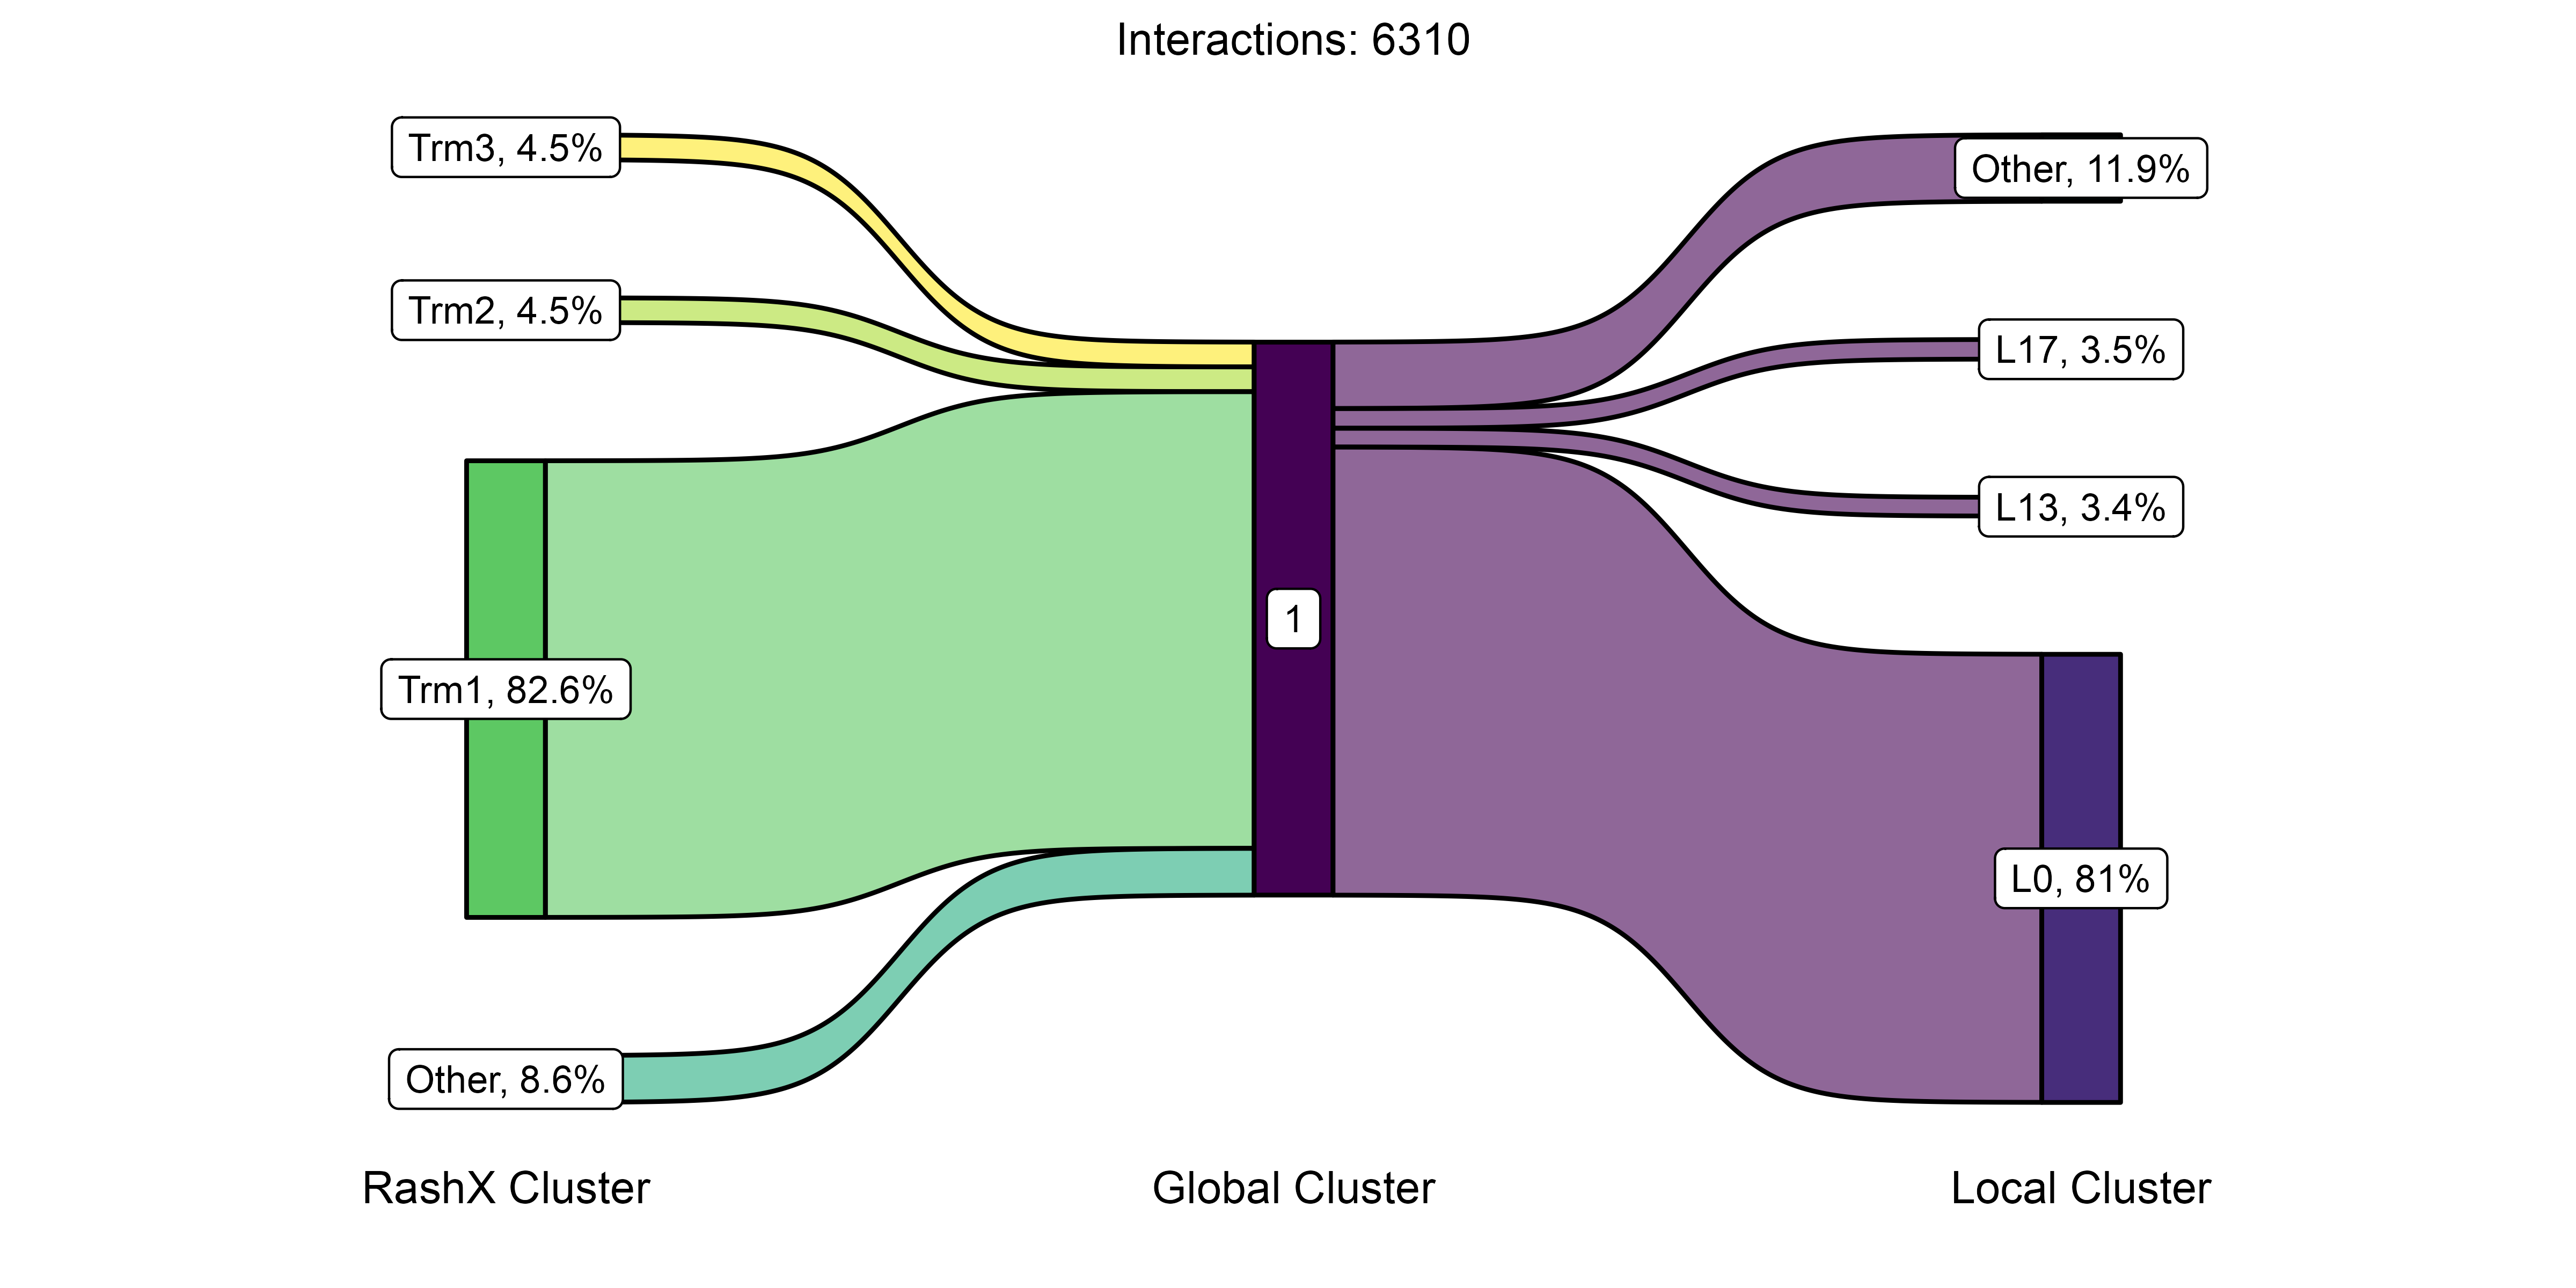 Interactions: 6310
Trm3, 4.5%
Trm2, 4.5%
Trm1, 82.6%
Other, 8.6%
1
Other, 11.9%
L17, 3.5%
L13, 3.4%
L0, 81%
RashX Cluster
Global Cluster
Local Cluster